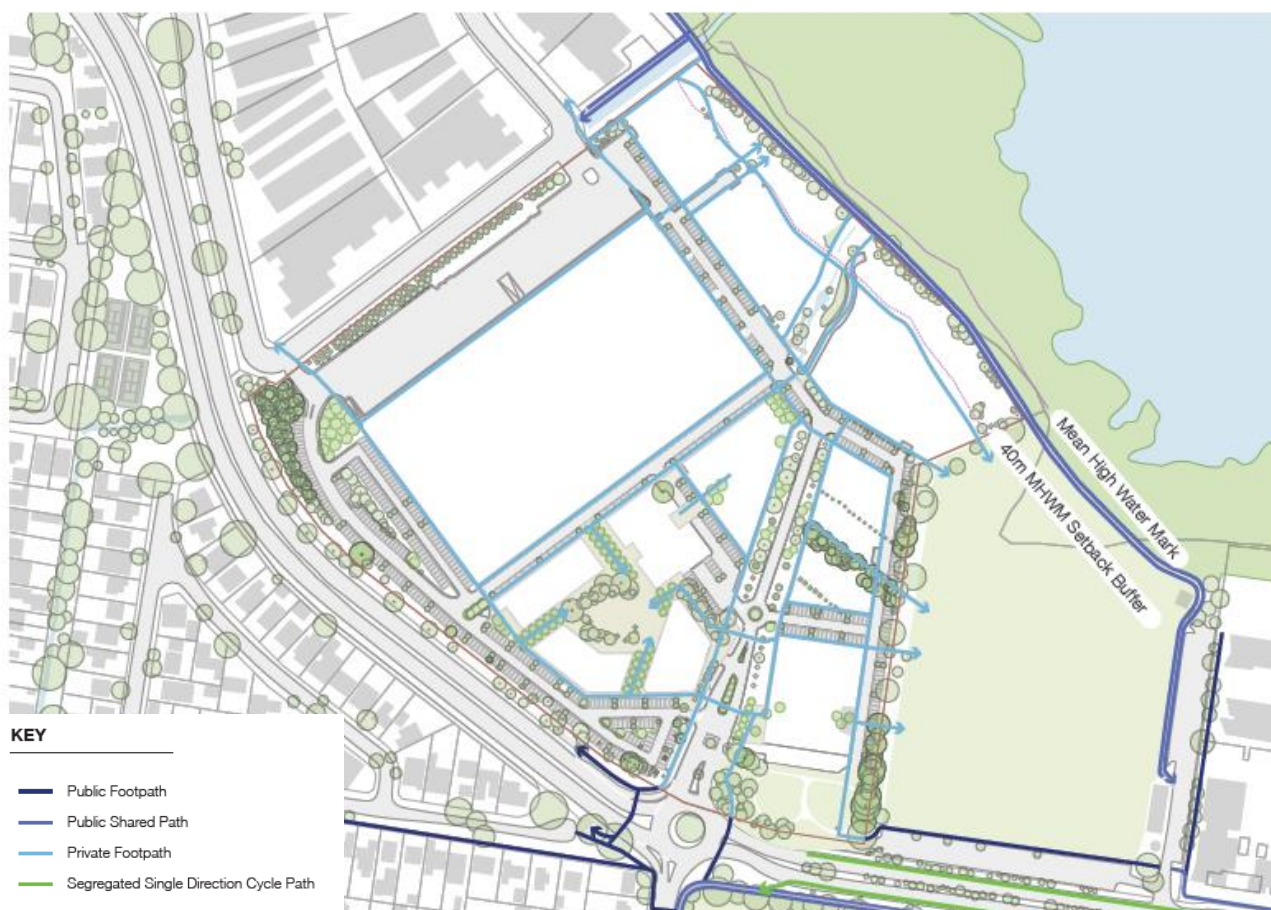 Mean High Water Mark
40m MHWM Setback Buffer
KEY
Public Footpath
Public Shared Path
Private Footpath
Segregated Single Direction Cycle Path